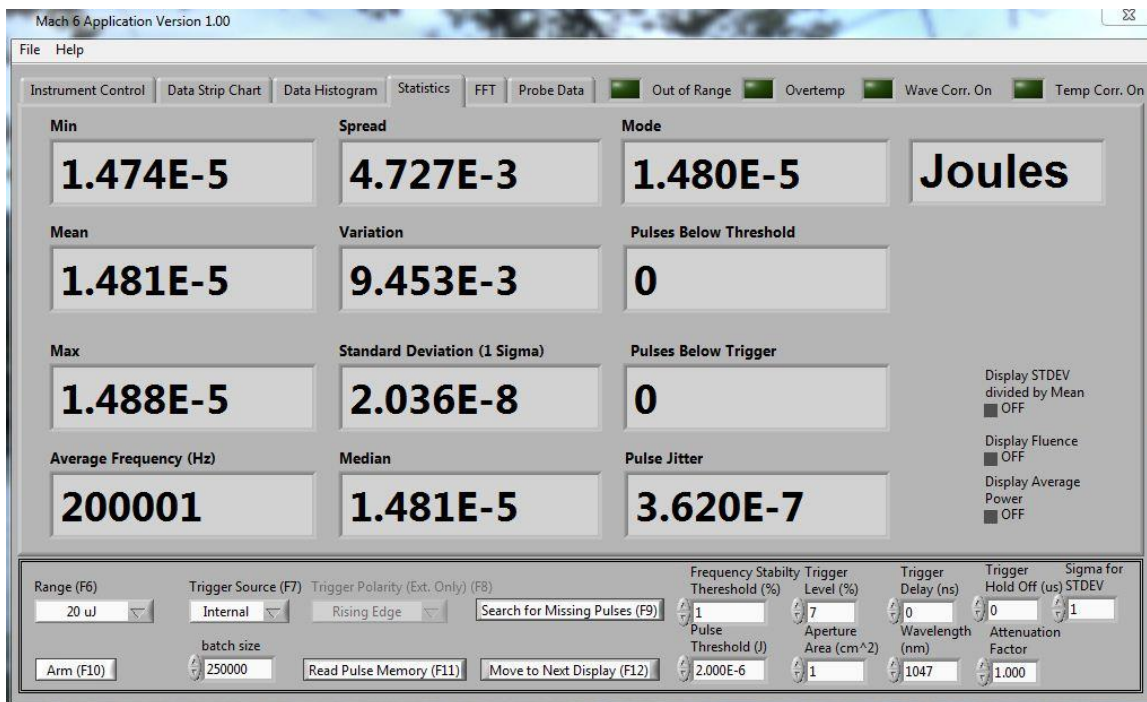 Mach 6 Application Version 1.00
File Help
Instrument Control Data Strip Chart Data Histogram Statistics FFT Probe Data Out of Range Overtemp Wave Corr. On Temp Corr. On
Min Spread Mode
1.474E-5 4.727E-3 1.480E-5 Joules
Mean Variation Pulses Below Threshold
1.481E-5 9.453E-3 0
Max Standard Deviation (1 Sigma) Pulses Below Trigger
1.488E-5 2.036E-8 0
Display STDEV
divided by Mean
OFF
Display Fluence
OFF
Display Average
Power
OFF
Average Frequency (Hz) Median Pulse Jitter
200001 1.481E-5 3.620E-7
Range (F6) Trigger Source (F7) Trigger Polarity (Ext. Only) (F8)
20 uJ Internal Rising Edge Search for Missing Pulses (F9)
Frequency Stabilty Thereshold (%) Trigger Level (%) Trigger Delay (ns) Trigger Hold Off (us) Sigma for STDEV
1 7 0 0 1
batch size
Arm (F10) 250000 Read Pulse Memory (F11) Move to Next Display (F12)
Pulse Threshold (J) Aperture Area (cm^2) Wavelength (nm) Attenuation Factor
2.000E-6 1 1047 1.000